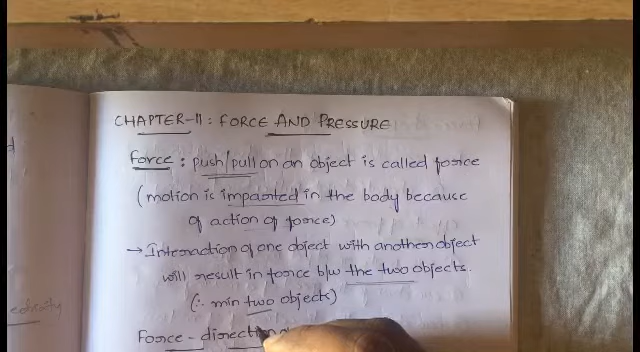 CHAPTER-11: FORCE AND PRESSURE
Force: push/pull on an object is called force
(motion is imparted in the body because
of action of force)
→ Interaction of one object with another object
will result in force b/w the two objects.
(∴ min two objects)
Force - direction